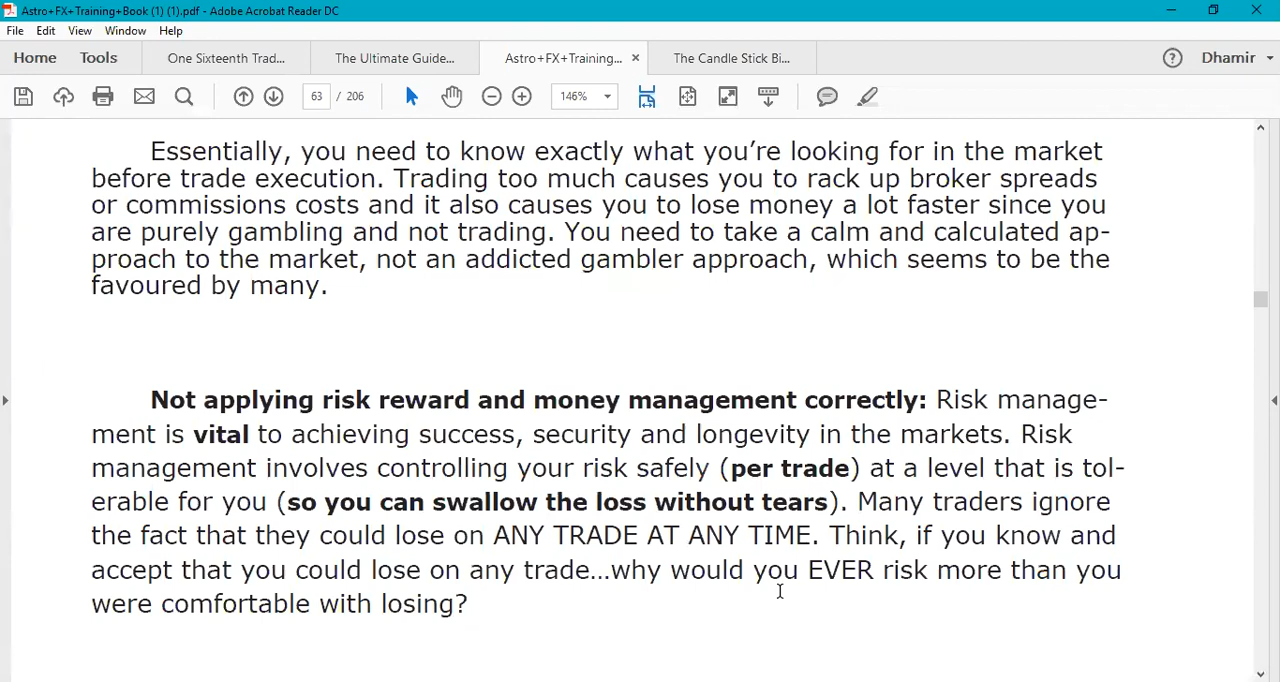 Astro+FX+Training+Book (1) (1).pdf - Adobe Acrobat Reader DC
File Edit View Window Help
Home Tools One Sixteenth Trad... The Ultimate Guide... Astro+FX+Training... × The Candle Stick Bi... Dhamir
63 / 206 146%
Essentially, you need to know exactly what you’re looking for in the market
before trade execution. Trading too much causes you to rack up broker spreads
or commissions costs and it also causes you to lose money a lot faster since you
are purely gambling and not trading. You need to take a calm and calculated ap-
proach to the market, not an addicted gambler approach, which seems to be the
favoured by many.
Not applying risk reward and money management correctly: Risk manage-
ment is vital to achieving success, security and longevity in the markets. Risk
management involves controlling your risk safely (per trade) at a level that is tol-
erable for you (so you can swallow the loss without tears). Many traders ignore
the fact that they could lose on ANY TRADE AT ANY TIME. Think, if you know and
accept that you could lose on any trade…why would you EVER risk more than you
were comfortable with losing?